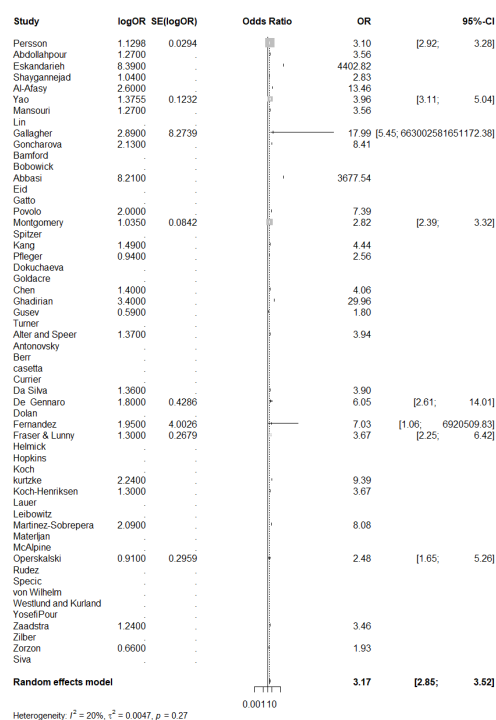 Study logOR SE(logOR) Odds Ratio OR 95%-CI
Persson 1.1298 0.0294 3.10 [2.92; 3.28]
Abdollahpour 1.2700 . 3.56
Eskandarieh 8.3900 . 4402.82
Shaygannejad 1.0400 . 2.83
Al-Afasy 2.6000 . 13.46
Yao 1.3755 0.1232 3.96 [3.11; 5.04]
Mansouri 1.2700 . 3.56
Lin . .
Gallagher 2.8900 8.2739 17.99 [5.45; 663002581651172.38]
Goncharova 2.1300 . 8.41
Bamford . .
Bobowick . .
Abbasi 8.2100 . 3677.54
Eid . .
Gatto . .
Povolo 2.0000 . 7.39
Montgomery 1.0350 0.0842 2.82 [2.39; 3.32]
Spitzer . .
Kang 1.4900 . 4.44
Pfleger 0.9400 . 2.56
Dokuchaeva . .
Goldacre . .
Chen 1.4000 . 4.06
Ghadirian 3.4000 . 29.96
Gusev 0.5900 . 1.80
Turner . .
Alter and Speer 1.3700 . 3.94
Antonovsky . .
Berr . .
casetta . .
Currier . .
Da Silva 1.3600 . 3.90
De Gennaro 1.8000 0.4286 6.05 [2.61; 14.01]
Dolan . .
Fernandez 1.9500 4.0026 7.03 [1.06; 6920509.83]
Fraser & Lunny 1.3000 0.2679 3.67 [2.25; 6.42]
Helmick . .
Hopkins . .
Koch . .
kurtzke 2.2400 . 9.39
Koch-Henriksen 1.3000 . 3.67
Lauer . .
Leibowitz . .
Martinez-Sobrepera 2.0900 . 8.08
Materljan . .
McAlpine . .
Operskalski 0.9100 0.2959 2.48 [1.65; 5.26]
Rudez . .
Specic . .
von Wilhelm . .
Westlund and Kurland . .
YosefiPour . .
Zaadstra 1.2400 . 3.46
Zilber . .
Zorzon 0.6600 . 1.93
Siva . .
Random effects model 3.17 [2.85; 3.52]
0.00110
Heterogeneity: I² = 20%, τ² = 0.0047, p = 0.27